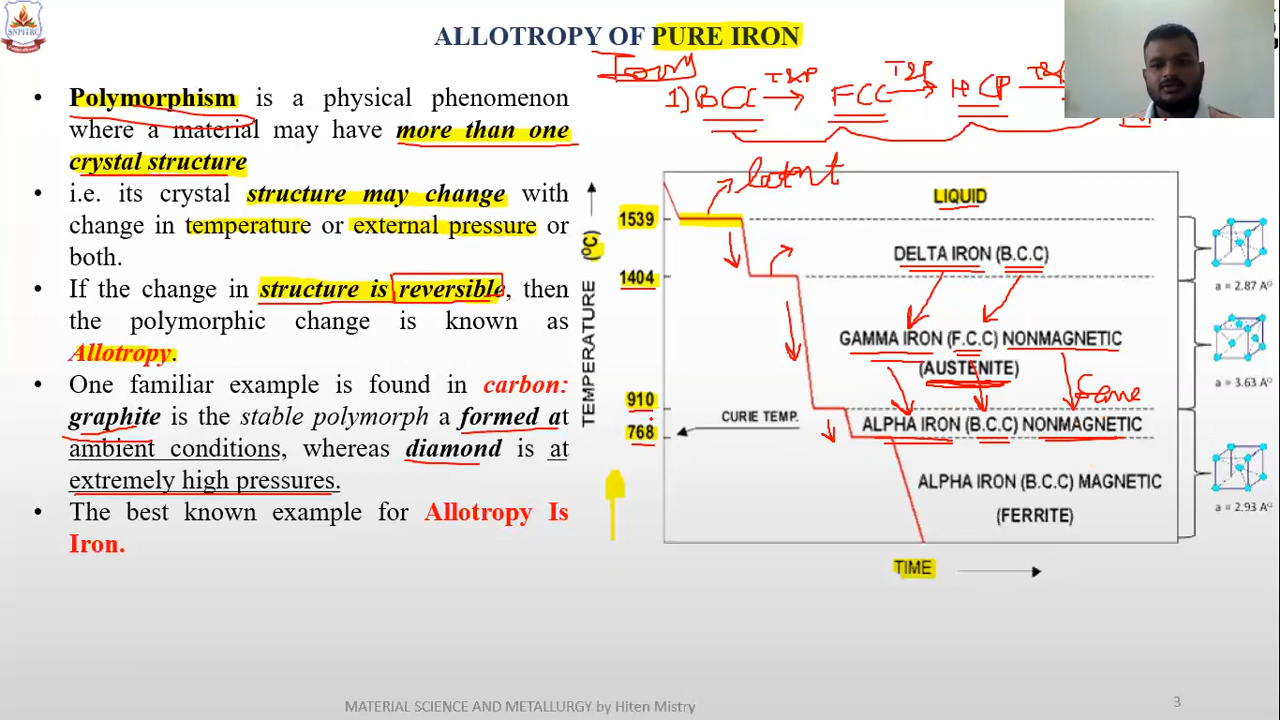 SNPITRC
ALLOTROPY OF PURE IRON
• Polymorphism is a physical phenomenon
where a material may have more than one
crystal structure
• i.e. its crystal structure may change with
change in temperature or external pressure or
both.
• If the change in structure is reversible, then
the polymorphic change is known as
Allotropy.
• One familiar example is found in carbon:
graphite is the stable polymorph a formed at
ambient conditions, whereas diamond is at
extremely high pressures.
• The best known example for Allotropy Is
Iron.
1) BCC T&P FCC T&P HCP
latent
TEMPERATURE (⁰C)
1539
1404
910
768
LIQUID
DELTA IRON (B.C.C)
GAMMA IRON (F.C.C) NONMAGNETIC
(AUSTENITE)
Same
CURIE TEMP.
ALPHA IRON (B.C.C) NONMAGNETIC
ALPHA IRON (B.C.C) MAGNETIC
(FERRITE)
TIME
a = 2.87 A⁰
a = 3.63 A⁰
a = 2.93 A⁰
MATERIAL SCIENCE AND METALLURGY by Hiten Mistry
3